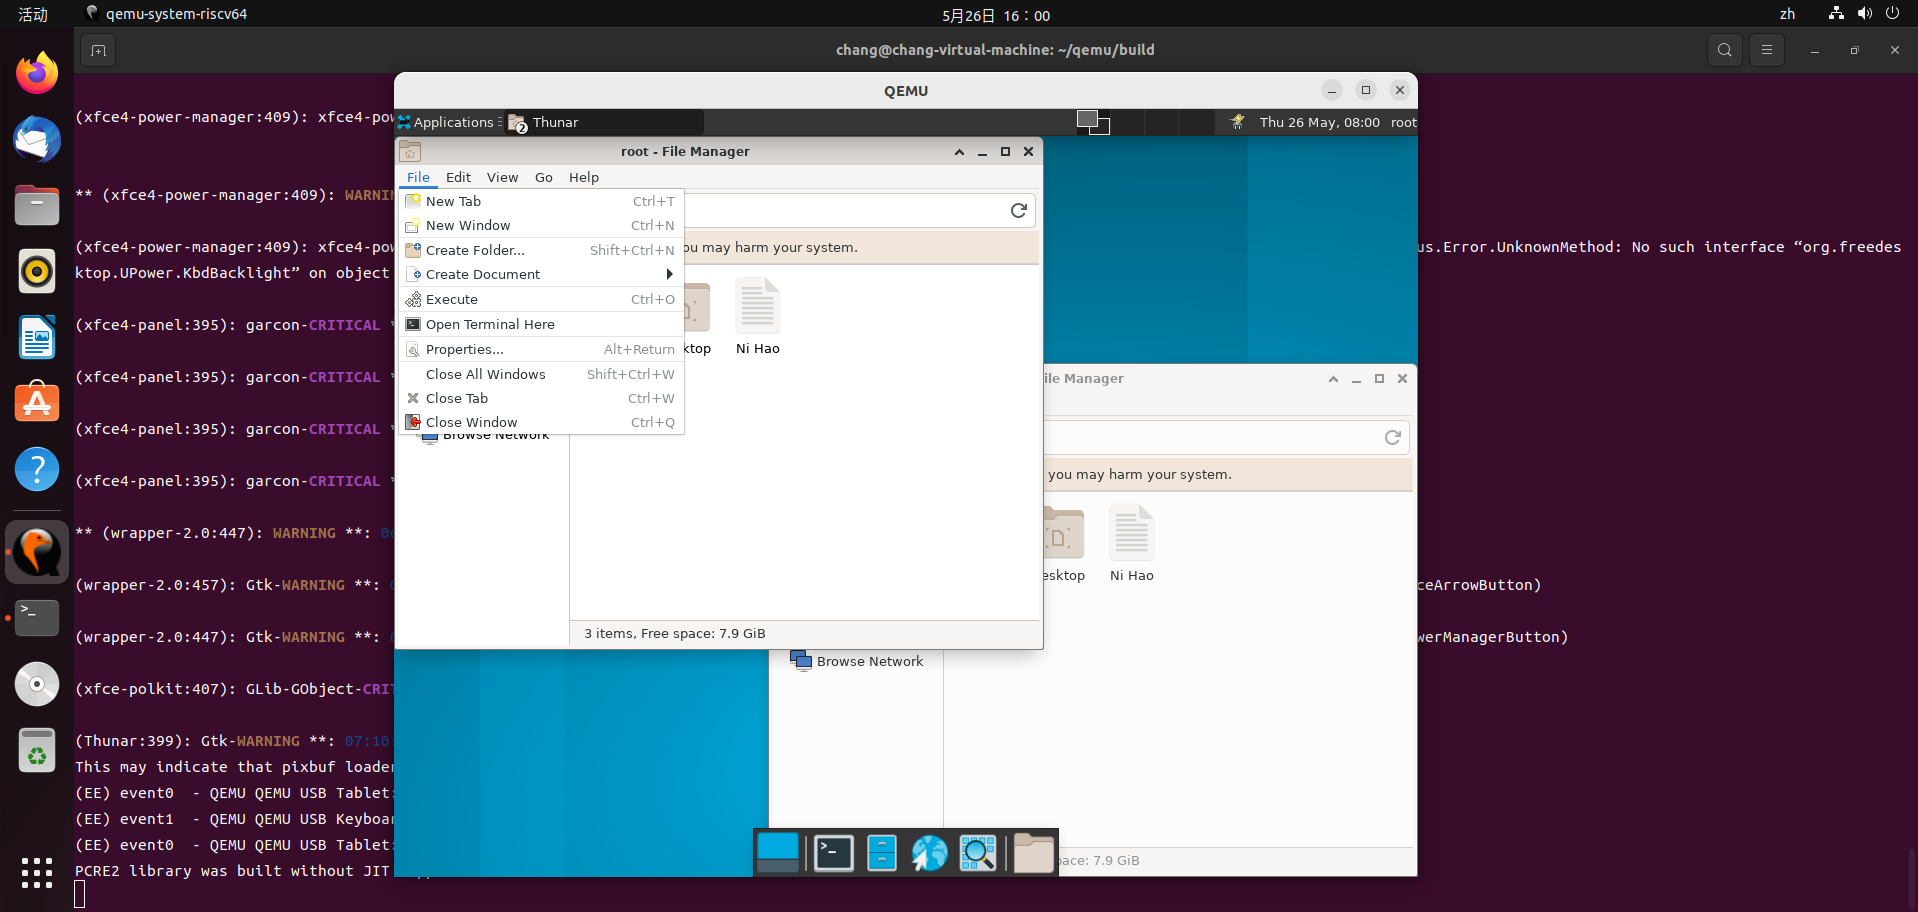 活动
qemu-system-riscv64
5月26日 16：00
zh
chang@chang-virtual-machine: ~/qemu/build
(xfce4-power-manager:409): xfce4-po
** (xfce4-power-manager:409): WARN
(xfce4-power-manager:409): xfce4-po
us.Error.UnknownMethod: No such interface “org.freedes
ktop.UPower.KbdBacklight” on object
(xfce4-panel:395): garcon-CRITICAL
(xfce4-panel:395): garcon-CRITICAL
(xfce4-panel:395): garcon-CRITICAL
(xfce4-panel:395): garcon-CRITICAL
** (wrapper-2.0:447): WARNING **:
(wrapper-2.0:457): Gtk-WARNING **:
ceArrowButton)
(wrapper-2.0:447): Gtk-WARNING **:
werManagerButton)
(xfce-polkit:407): GLib-GObject-CRIT
(Thunar:399): Gtk-WARNING **: 07:10
This may indicate that pixbuf loader
(EE) event0  - QEMU QEMU USB Tablet:
(EE) event1  - QEMU QEMU USB Keyboar
(EE) event0  - QEMU QEMU USB Tablet:
PCRE2 library was built without JIT
QEMU
Applications
2
Thunar
Thu 26 May, 08:00
root
root - File Manager
File Edit View Go Help
New Tab Ctrl+T
New Window Ctrl+N
Create Folder... Shift+Ctrl+N
Create Document
Execute Ctrl+O
Open Terminal Here
Properties... Alt+Return
Close All Windows Shift+Ctrl+W
Close Tab Ctrl+W
Close Window Ctrl+Q
ou may harm your system.
ktop
Ni Hao
Browse Network
3 items, Free space: 7.9 GiB
ile Manager
you may harm your system.
esktop
Ni Hao
Browse Network
pace: 7.9 GiB